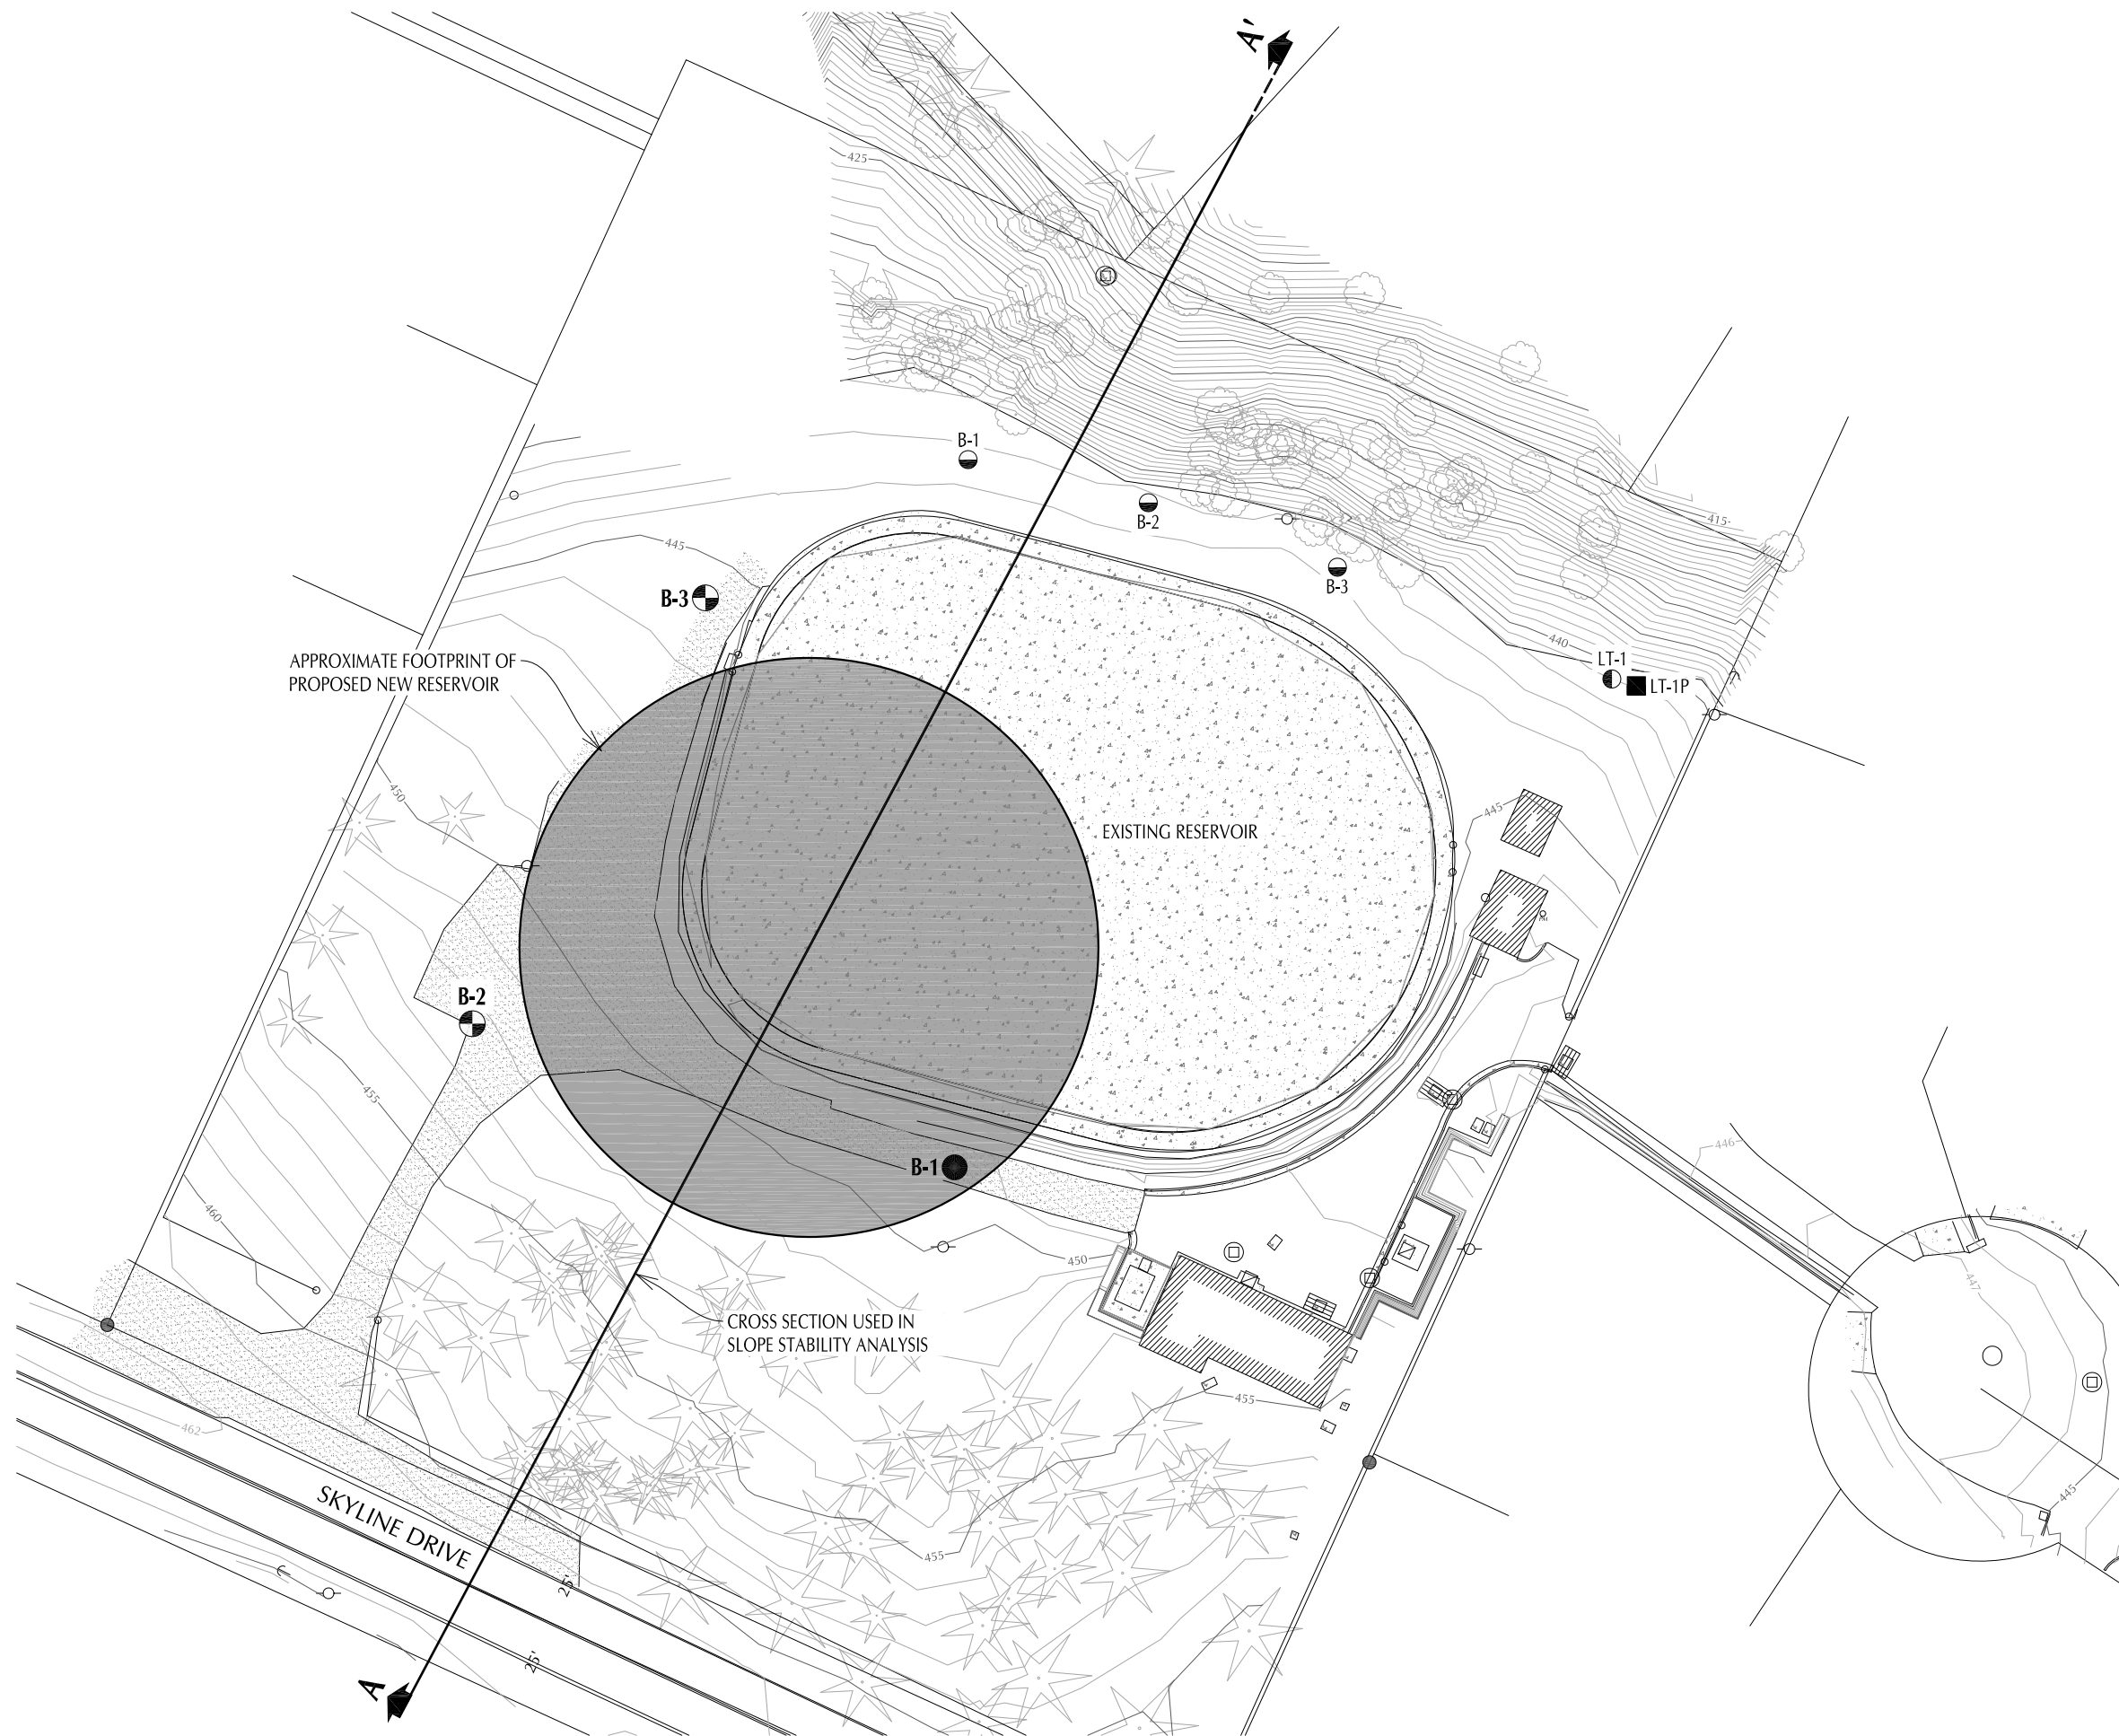 A'
425
B-1
B-2
445
B-3
B-3
440
415
LT-1
LT-1P
APPROXIMATE FOOTPRINT OF
PROPOSED NEW RESERVOIR
450
445
EXISTING RESERVOIR
B-2
455
446
B-1
460
450
447
CROSS SECTION USED IN
SLOPE STABILITY ANALYSIS
455
462
445
SKYLINE DRIVE
455
25'
25'
A